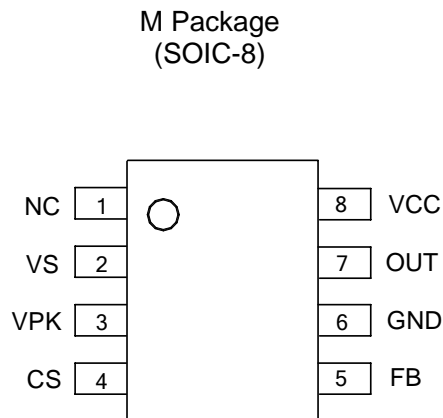 M Package
(SOIC-8)
NC 1 8 VCC
VS 2 7 OUT
VPK 3 6 GND
CS 4 5 FB